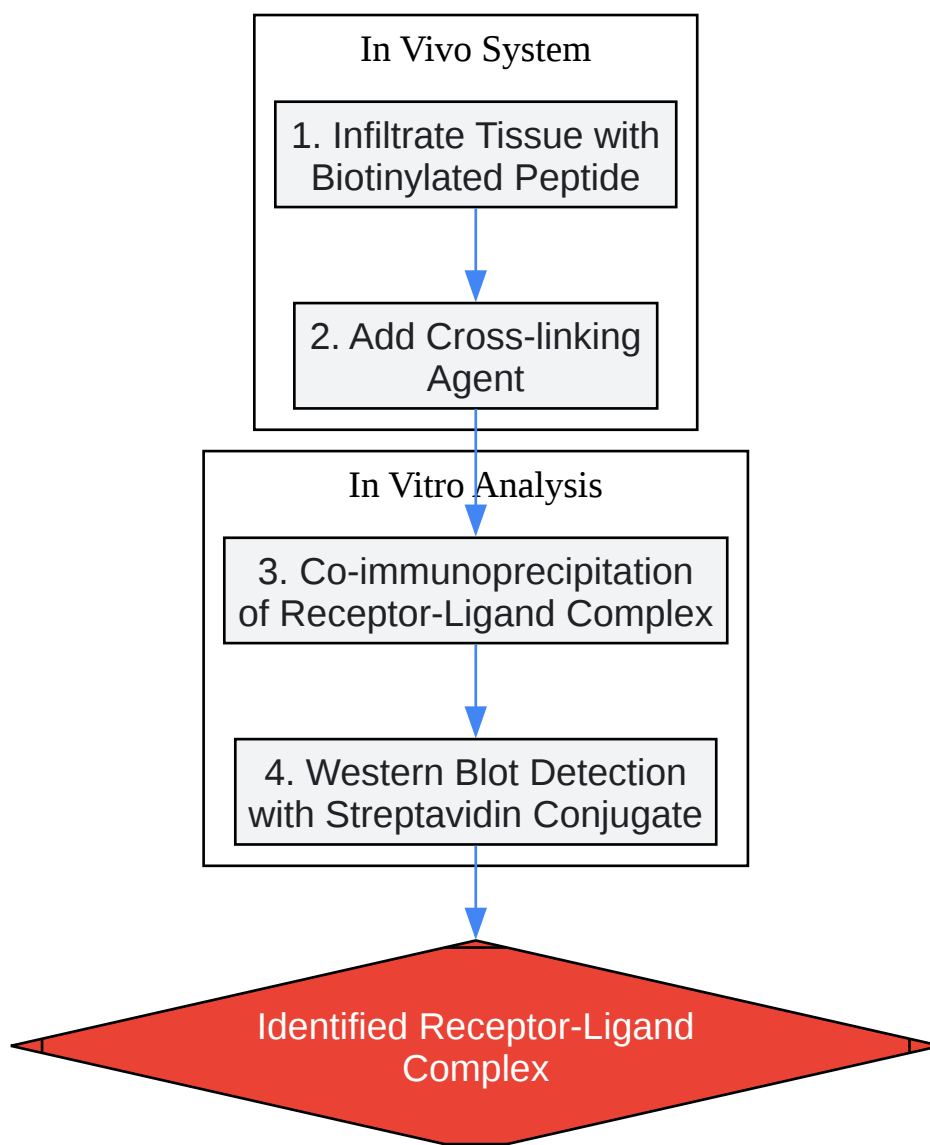 In Vivo System
1. Infiltrate Tissue with
Biotinylated Peptide
2. Add Cross-linking
Agent
In Vitro Analysis
3. Co-immunoprecipitation
of Receptor-Ligand Complex
4. Western Blot Detection
with Streptavidin Conjugate
Identified Receptor-Ligand
Complex